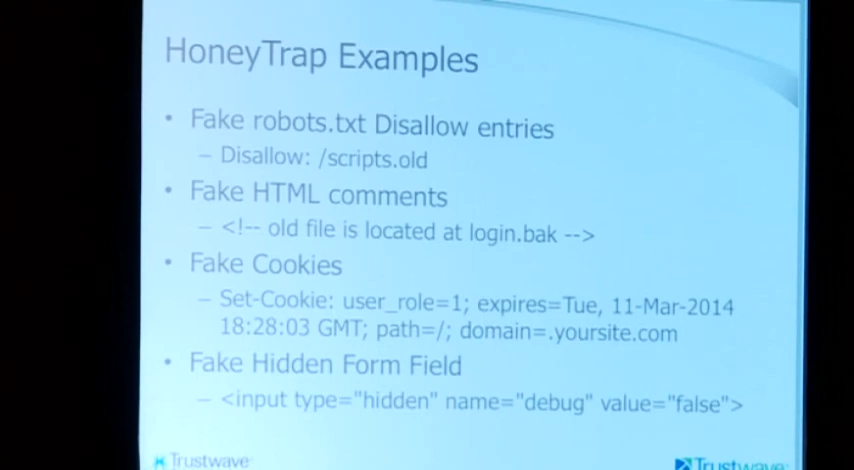 HoneyTrap Examples
• Fake robots.txt Disallow entries
– Disallow: /scripts.old
• Fake HTML comments
– <!-- old file is located at login.bak -->
• Fake Cookies
– Set-Cookie: user_role=1; expires=Tue, 11-Mar-2014
18:28:03 GMT; path=/; domain=.yoursite.com
• Fake Hidden Form Field
– <input type="hidden" name="debug" value="false">
Trustwave
Trustwave